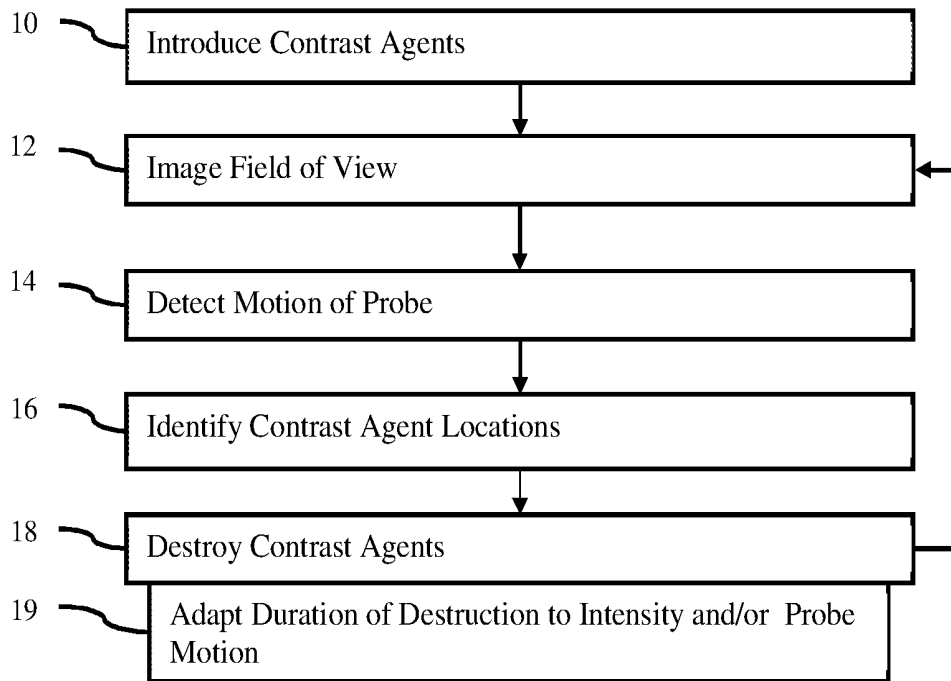 10
Introduce Contrast Agents
12
Image Field of View
14
Detect Motion of Probe
16
Identify Contrast Agent Locations
18
Destroy Contrast Agents
19
Adapt Duration of Destruction to Intensity and/or Probe
Motion